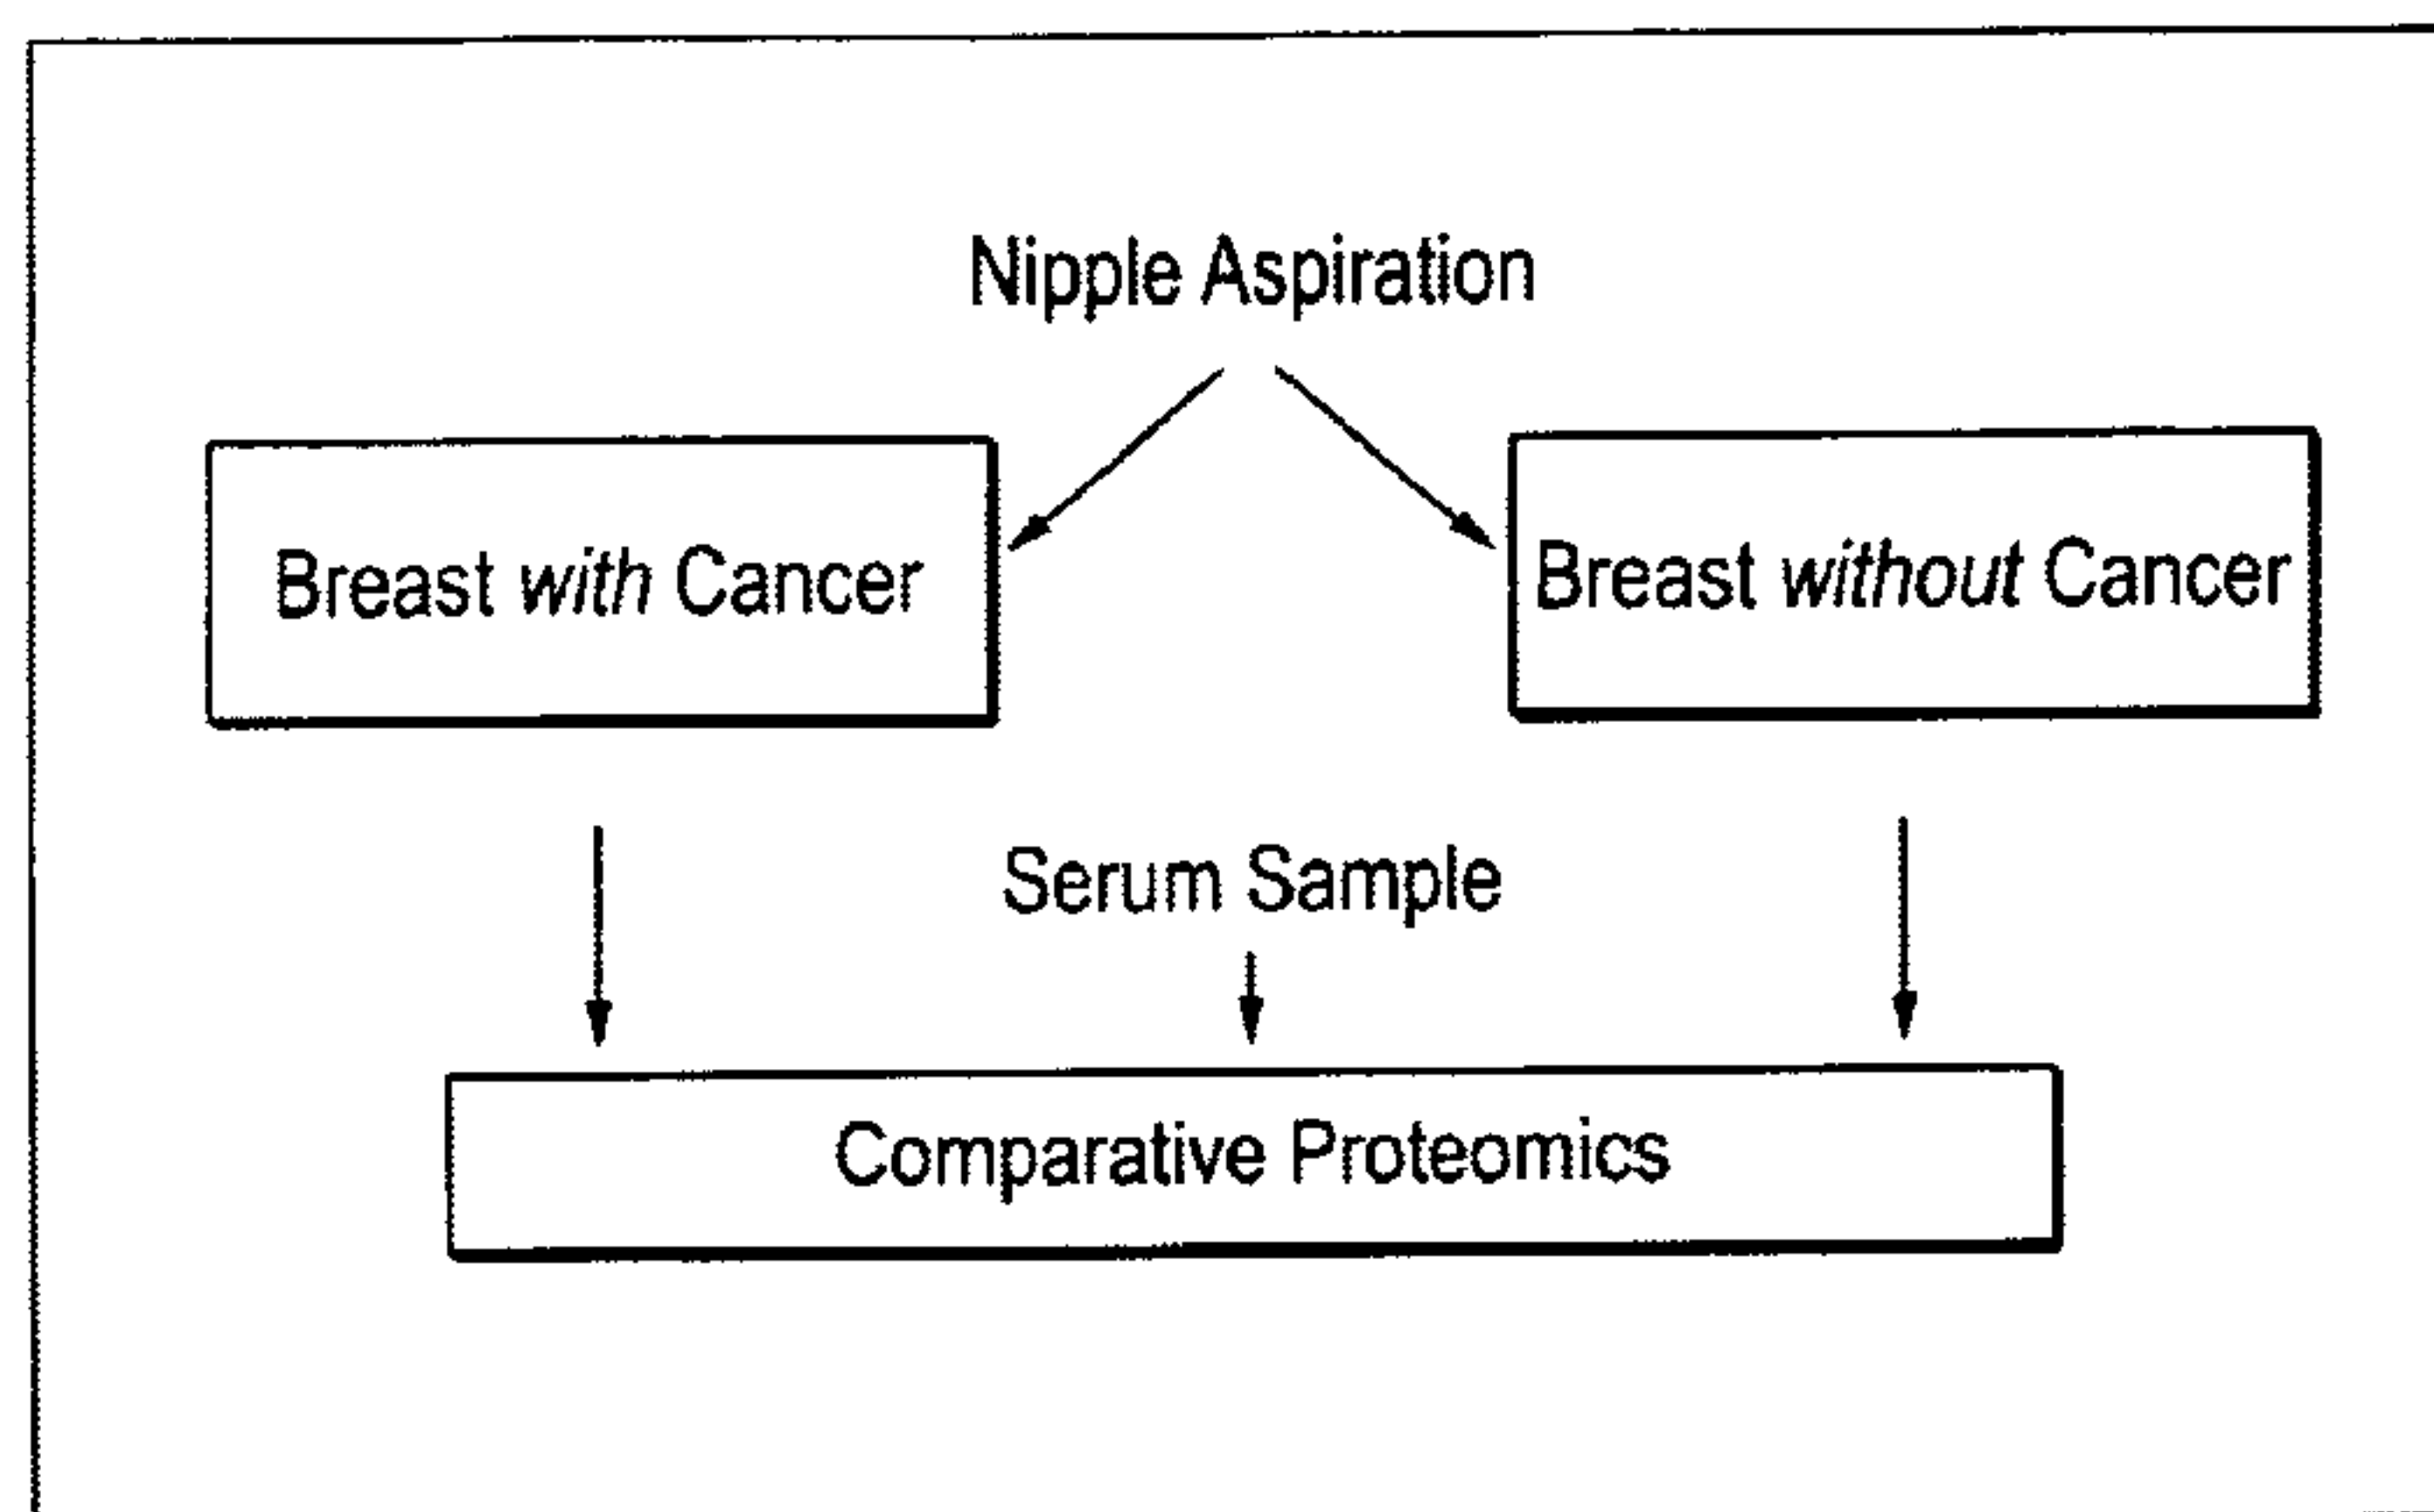 Nipple Aspiration
Breast with Cancer
Breast without Cancer
Serum Sample
Comparative Proteomics